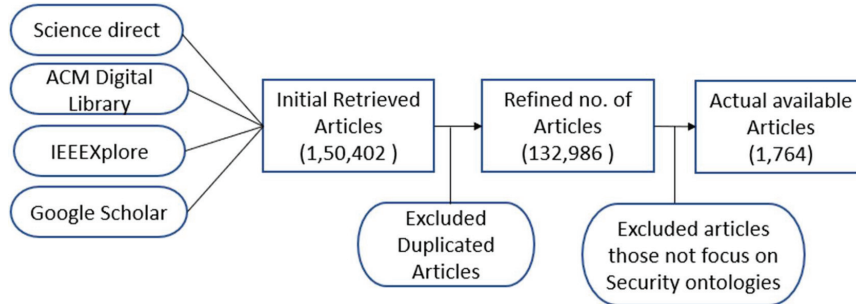 Science direct
ACM Digital
Library
IEEEXplore
Google Scholar
Initial Retrieved
Articles
(1,50,402 )
Refined no. of
Articles
(132,986 )
Actual available
Articles
(1,764)
Excluded
Duplicated
Articles
Excluded articles
those not focus on
Security ontologies